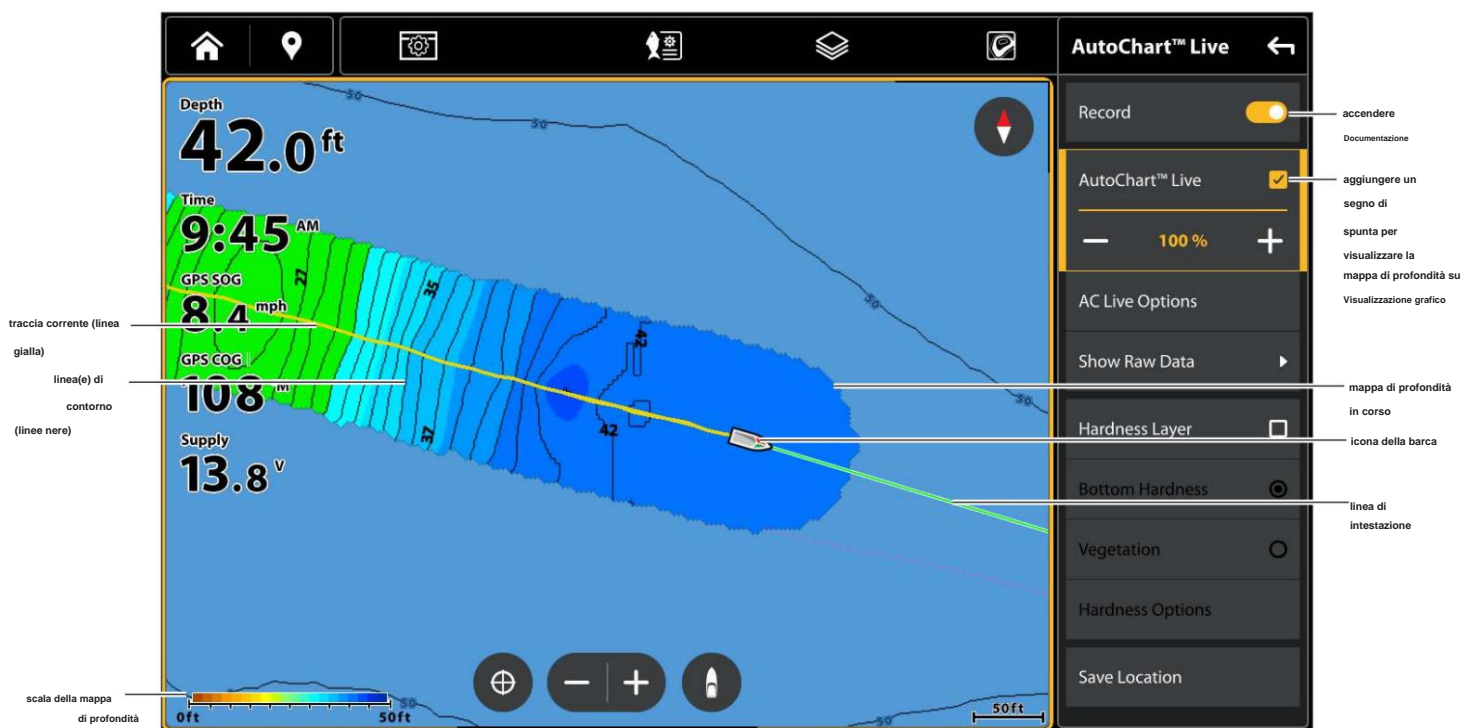 AutoChart™ Live
Depth
42.0 ft
Time
9:45 AM
GPS SOG
8.4 mph
GPS COG
108 °M
Supply
13.8 V
50
50
50
50
50
50
27
35
37
42
42
0ft
50ft
50ft
Record
AutoChart™ Live
100 %
AC Live Options
Show Raw Data
Hardness Layer
Bottom Hardness
Vegetation
Hardness Options
Save Location
traccia corrente (linea
gialla)
linea(e) di
contorno
(linee nere)
scala della mappa
di profondità
accendere
Documentazione
aggiungere un
segno di
spunta per
visualizzare la
mappa di profondità su
Visualizzazione grafico
mappa di profondità
in corso
icona della barca
linea di
intestazione